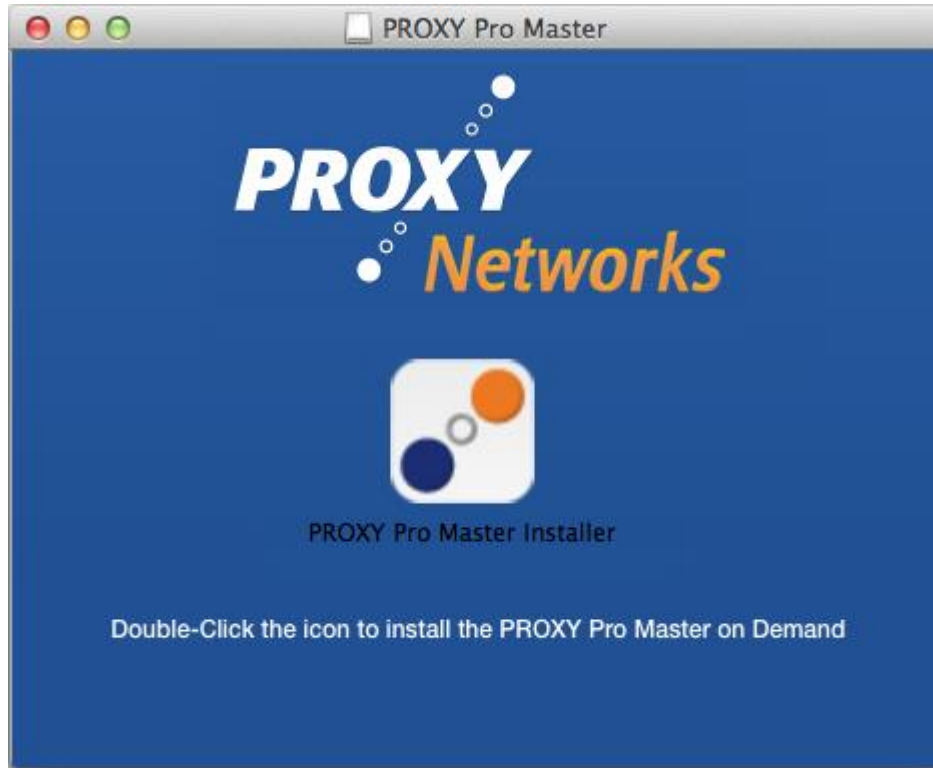 PROXY Pro Master
PROXY
Networks
PROXY Pro Master Installer
Double-Click the icon to install the PROXY Pro Master on Demand